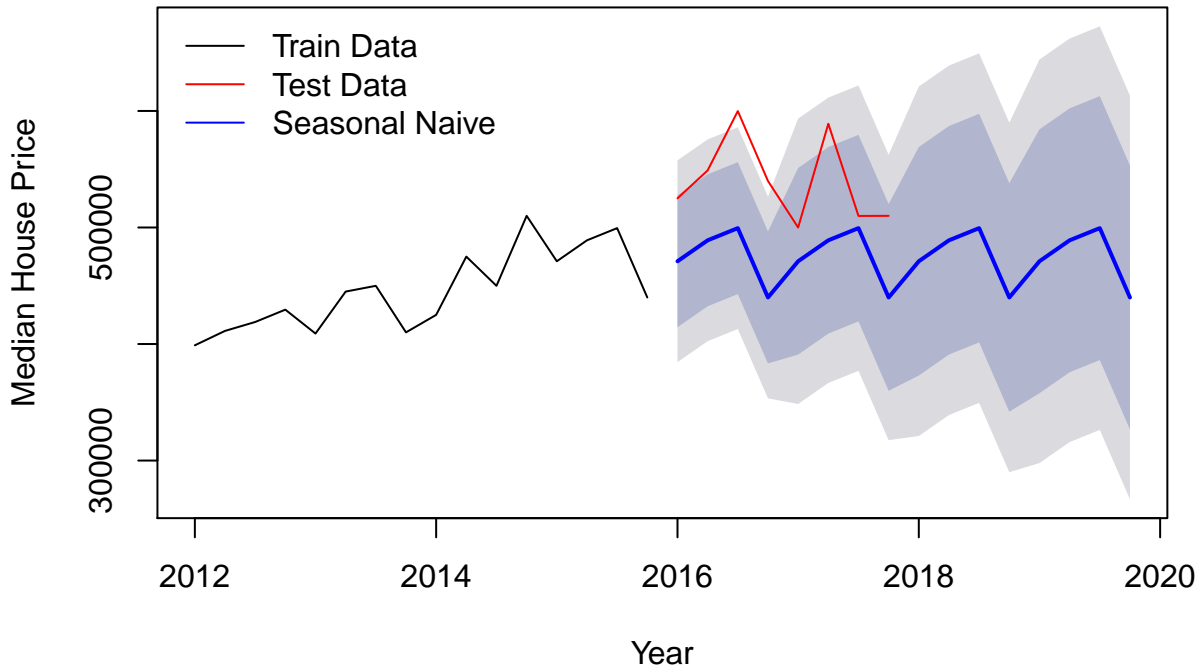 Train Data
Test Data
Seasonal Naive
Median House Price
500000
300000
2012 2014 2016 2018 2020
Year